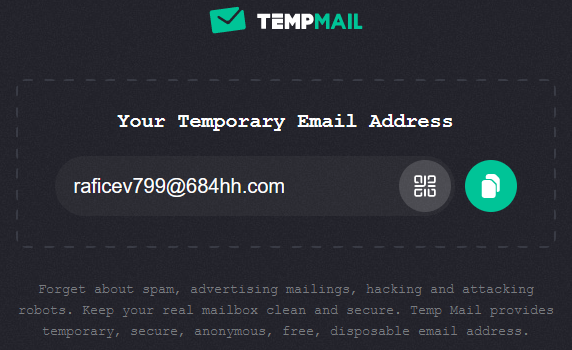 TEMPMAIL
Your Temporary Email Address
raficev799@684hh.com
Forget about spam, advertising mailings, hacking and attacking
robots. Keep your real mailbox clean and secure. Temp Mail provides
temporary, secure, anonymous, free, disposable email address.